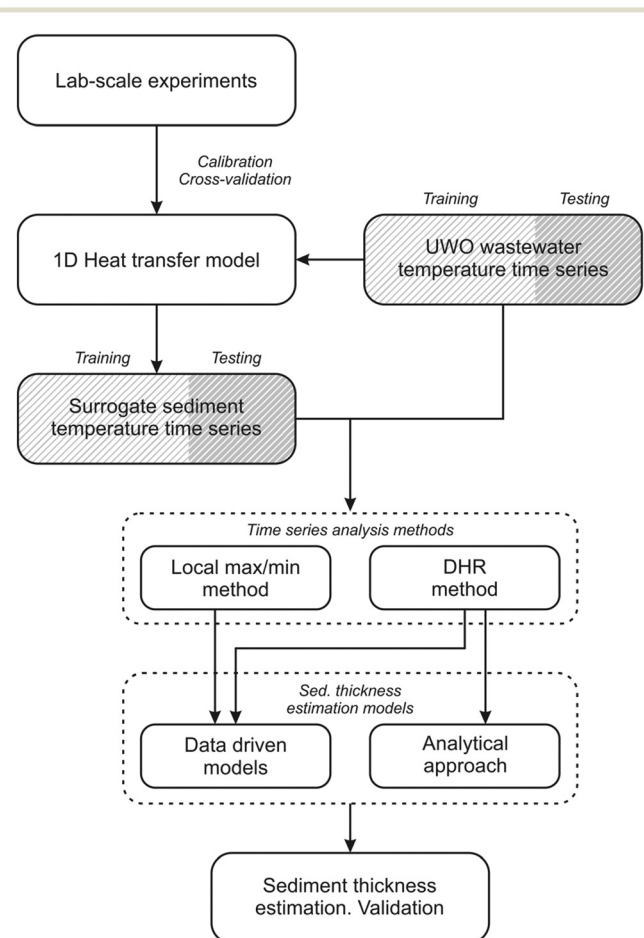 Lab-scale experiments
Calibration
Cross-validation
Training
Testing
1D Heat transfer model
UWO wastewater
temperature time series
Training
Testing
Surrogate sediment
temperature time series
Time series analysis methods
Local max/min
method
DHR
method
Sed. thickness
estimation models
Data driven
models
Analytical
approach
Sediment thickness
estimation. Validation